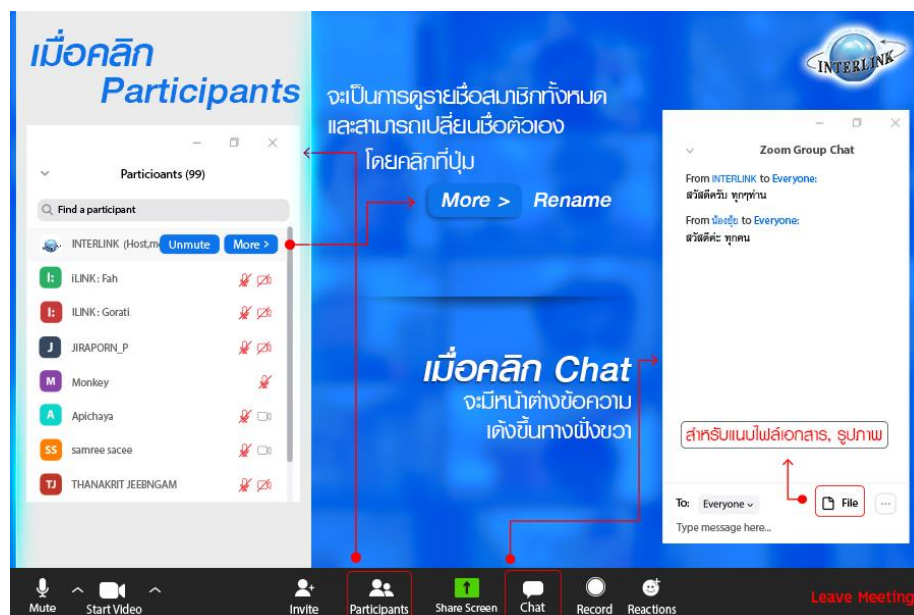 เมื่อคลิก
Participants
จะเป็นการดูรายชื่อสมาชิกทั้งหมด
และสามารถเปลี่ยนชื่อตัวเอง
โดยคลิกที่ปุ่ม
More > Rename
INTERLINK
Particioants (99)
Find a participant
INTERLINK (Host,m Unmute More >
I: iLINK : Fah
I: ILINK : Gorati
J JIRAPORN_P
M Monkey
A Apichaya
SS samree sacee
TJ THANAKRIT JEEBNGAM
เมื่อคลิก Chat
จะมีหน้าต่างข้อความ
เด้งขึ้นทางฝั่งขวา
Zoom Group Chat
From INTERLINK to Everyone:
สวัสดีครับ ทุกๆท่าน
From น้องยุ้ย to Everyone:
สวัสดีค่ะ ทุกคน
สำหรับแนบไฟล์เอกสาร, รูปภาพ
To: Everyone File ...
Type message here...
Mute Start Video Invite Participants Share Screen Chat Record Reactions Leave Meeting